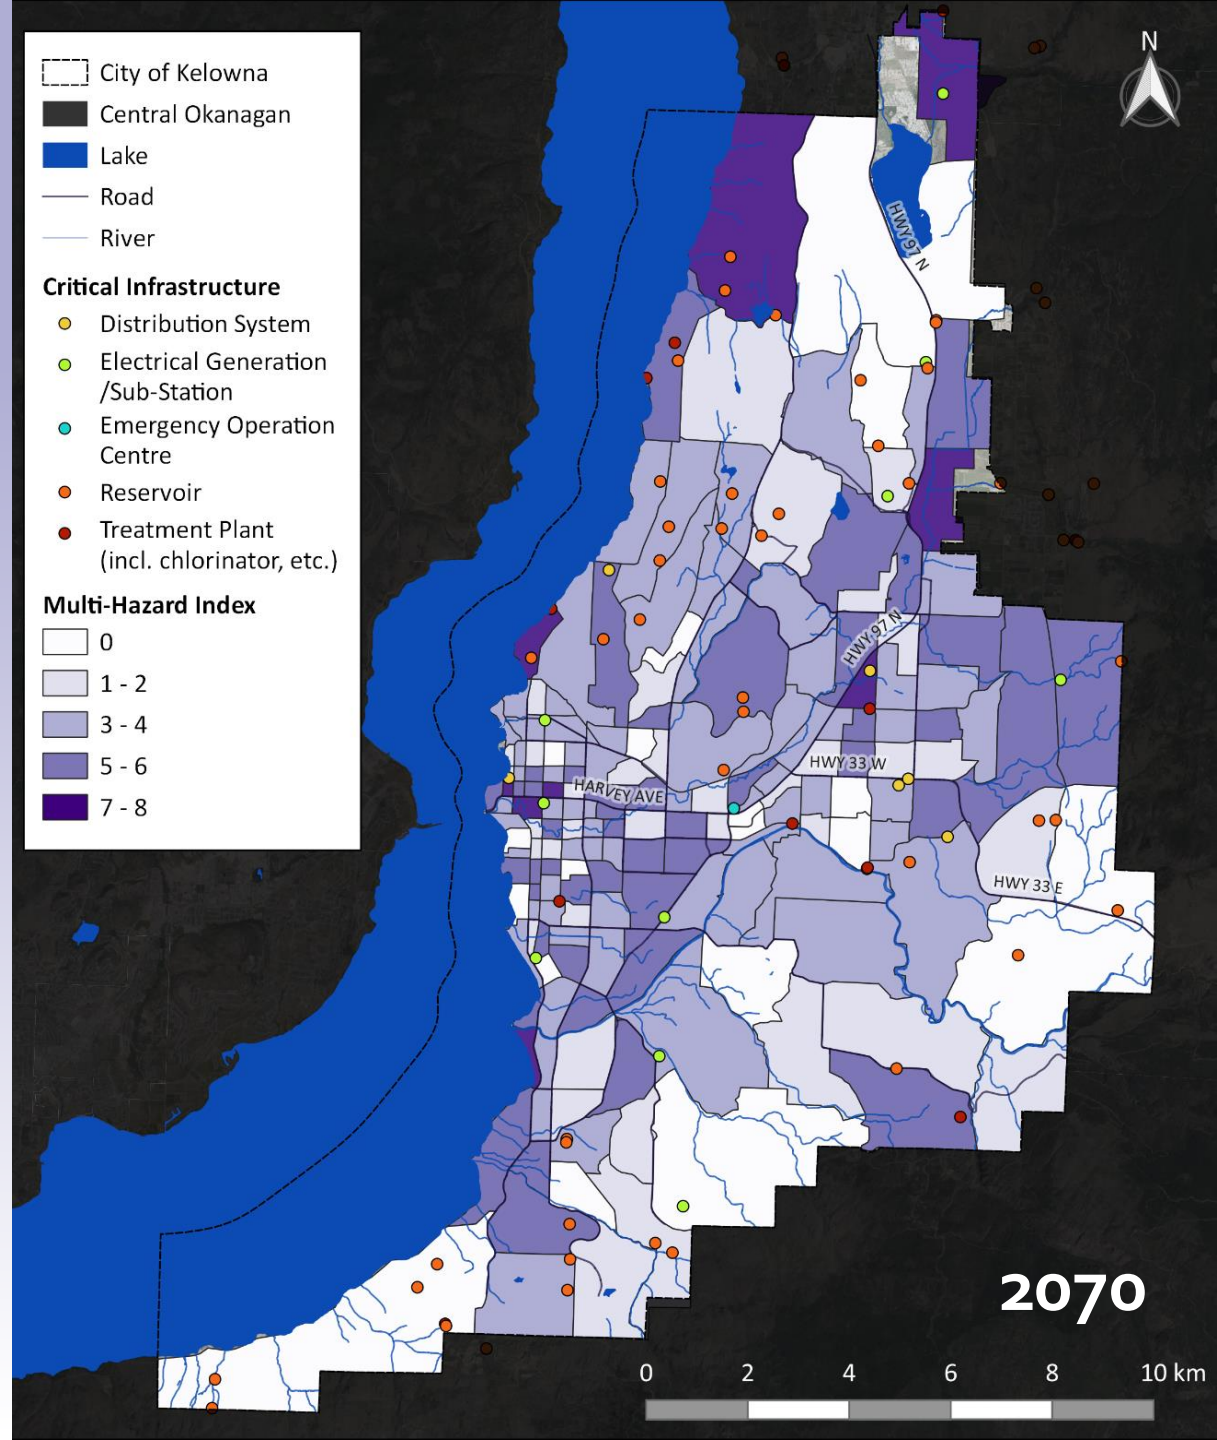 City of Kelowna
Central Okanagan
Lake
Road
River
Critical Infrastructure
Distribution System
Electrical Generation
/Sub-Station
Emergency Operation
Centre
Reservoir
Treatment Plant
(incl. chlorinator, etc.)
Multi-Hazard Index
0
1 - 2
3 - 4
5 - 6
7 - 8
N
HWY 97 N
HWY 97 N
HWY 33 W
HARVEY AVE
HWY 33 E
2070
0 2 4 6 8 10 km